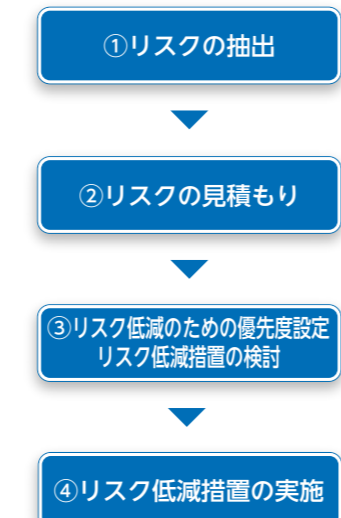 ①リスクの抽出
②リスクの見積もり
③リスク低減のための優先度設定
リスク低減措置の検討
④リスク低減措置の実施